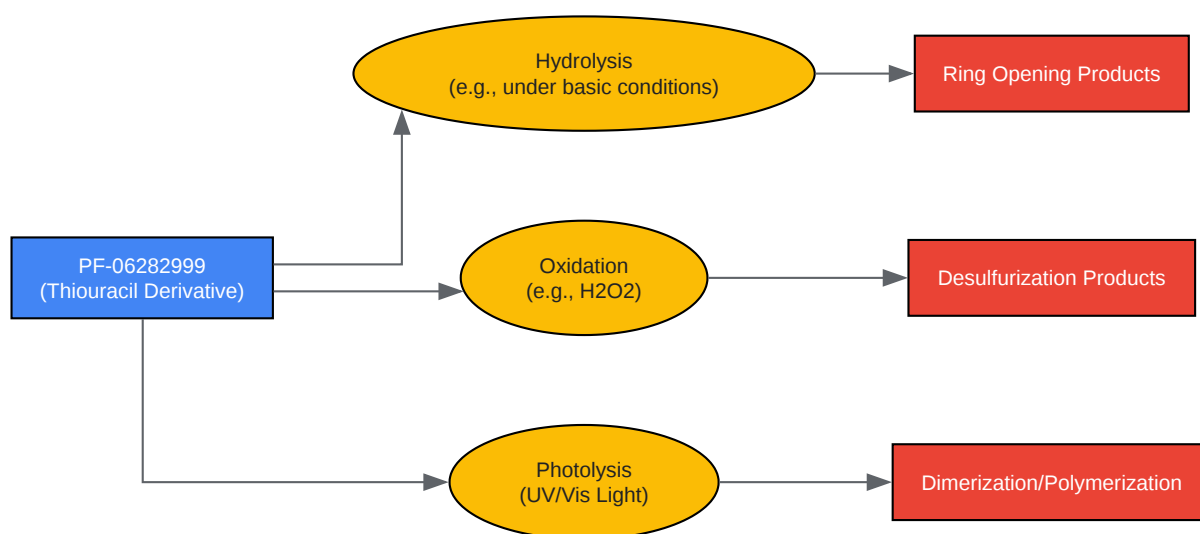 Hydrolysis
(e.g., under basic conditions)
Ring Opening Products
PF-06282999
(Thiouracil Derivative)
Oxidation
(e.g., H2O2)
Desulfurization Products
Photolysis
(UV/Vis Light)
Dimerization/Polymerization